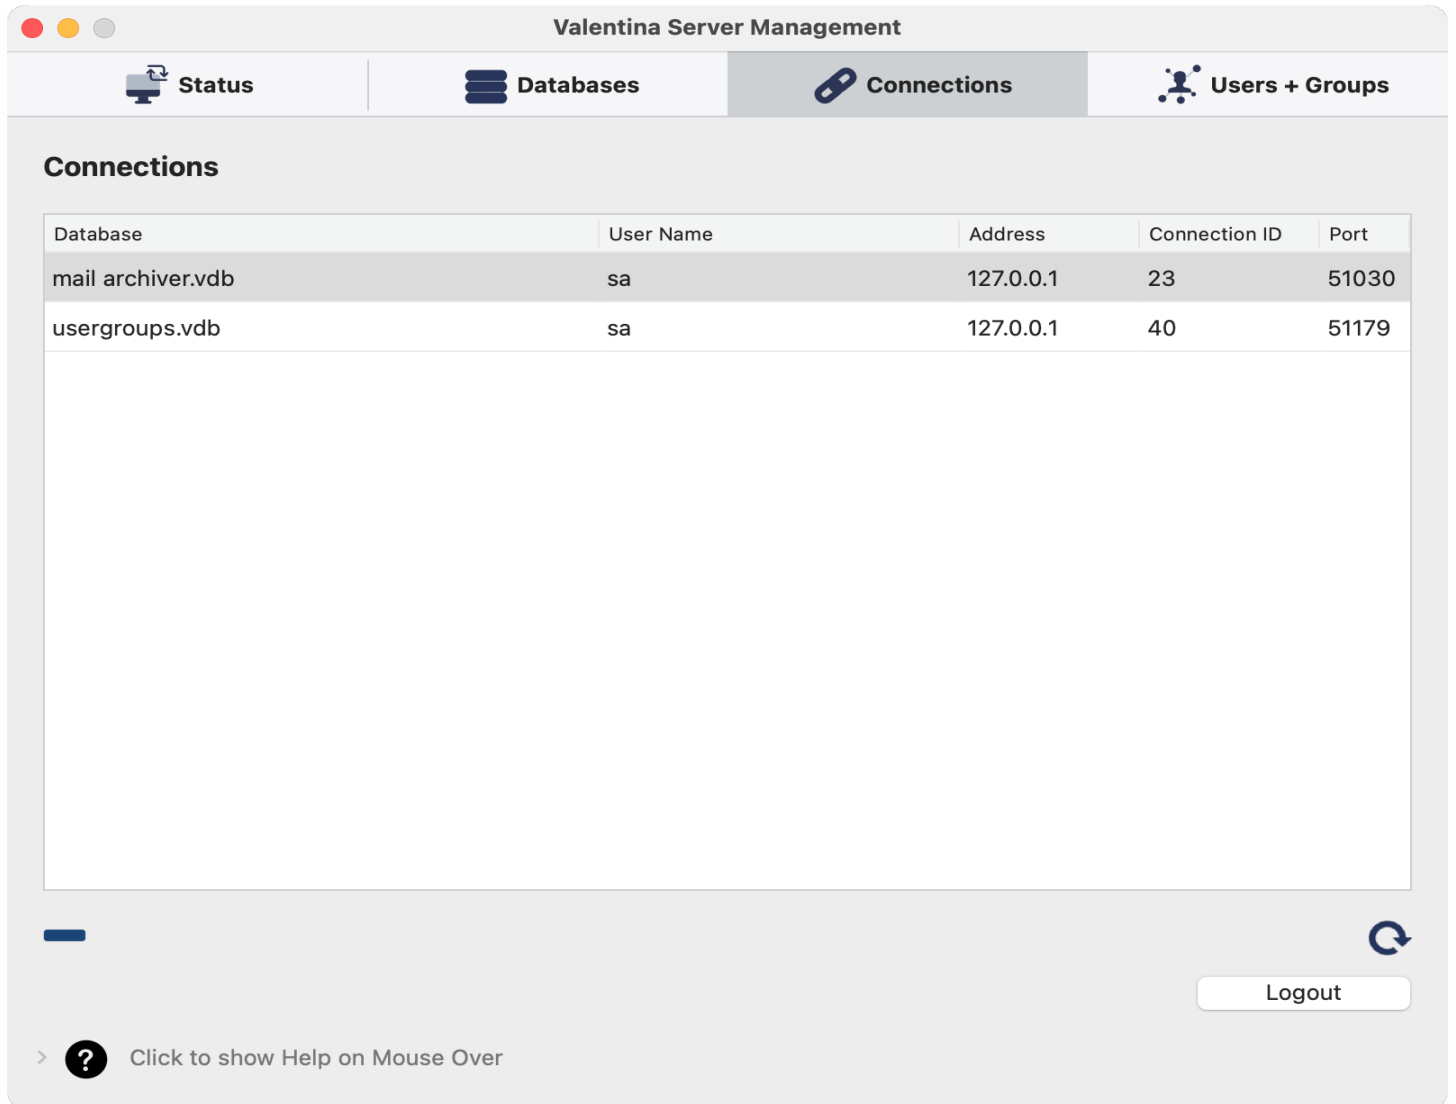 Valentina Server Management
Status Databases Connections Users + Groups
Connections
Database User Name Address Connection ID Port
mail archiver.vdb sa 127.0.0.1 23 51030
usergroups.vdb sa 127.0.0.1 40 51179
Logout
? Click to show Help on Mouse Over